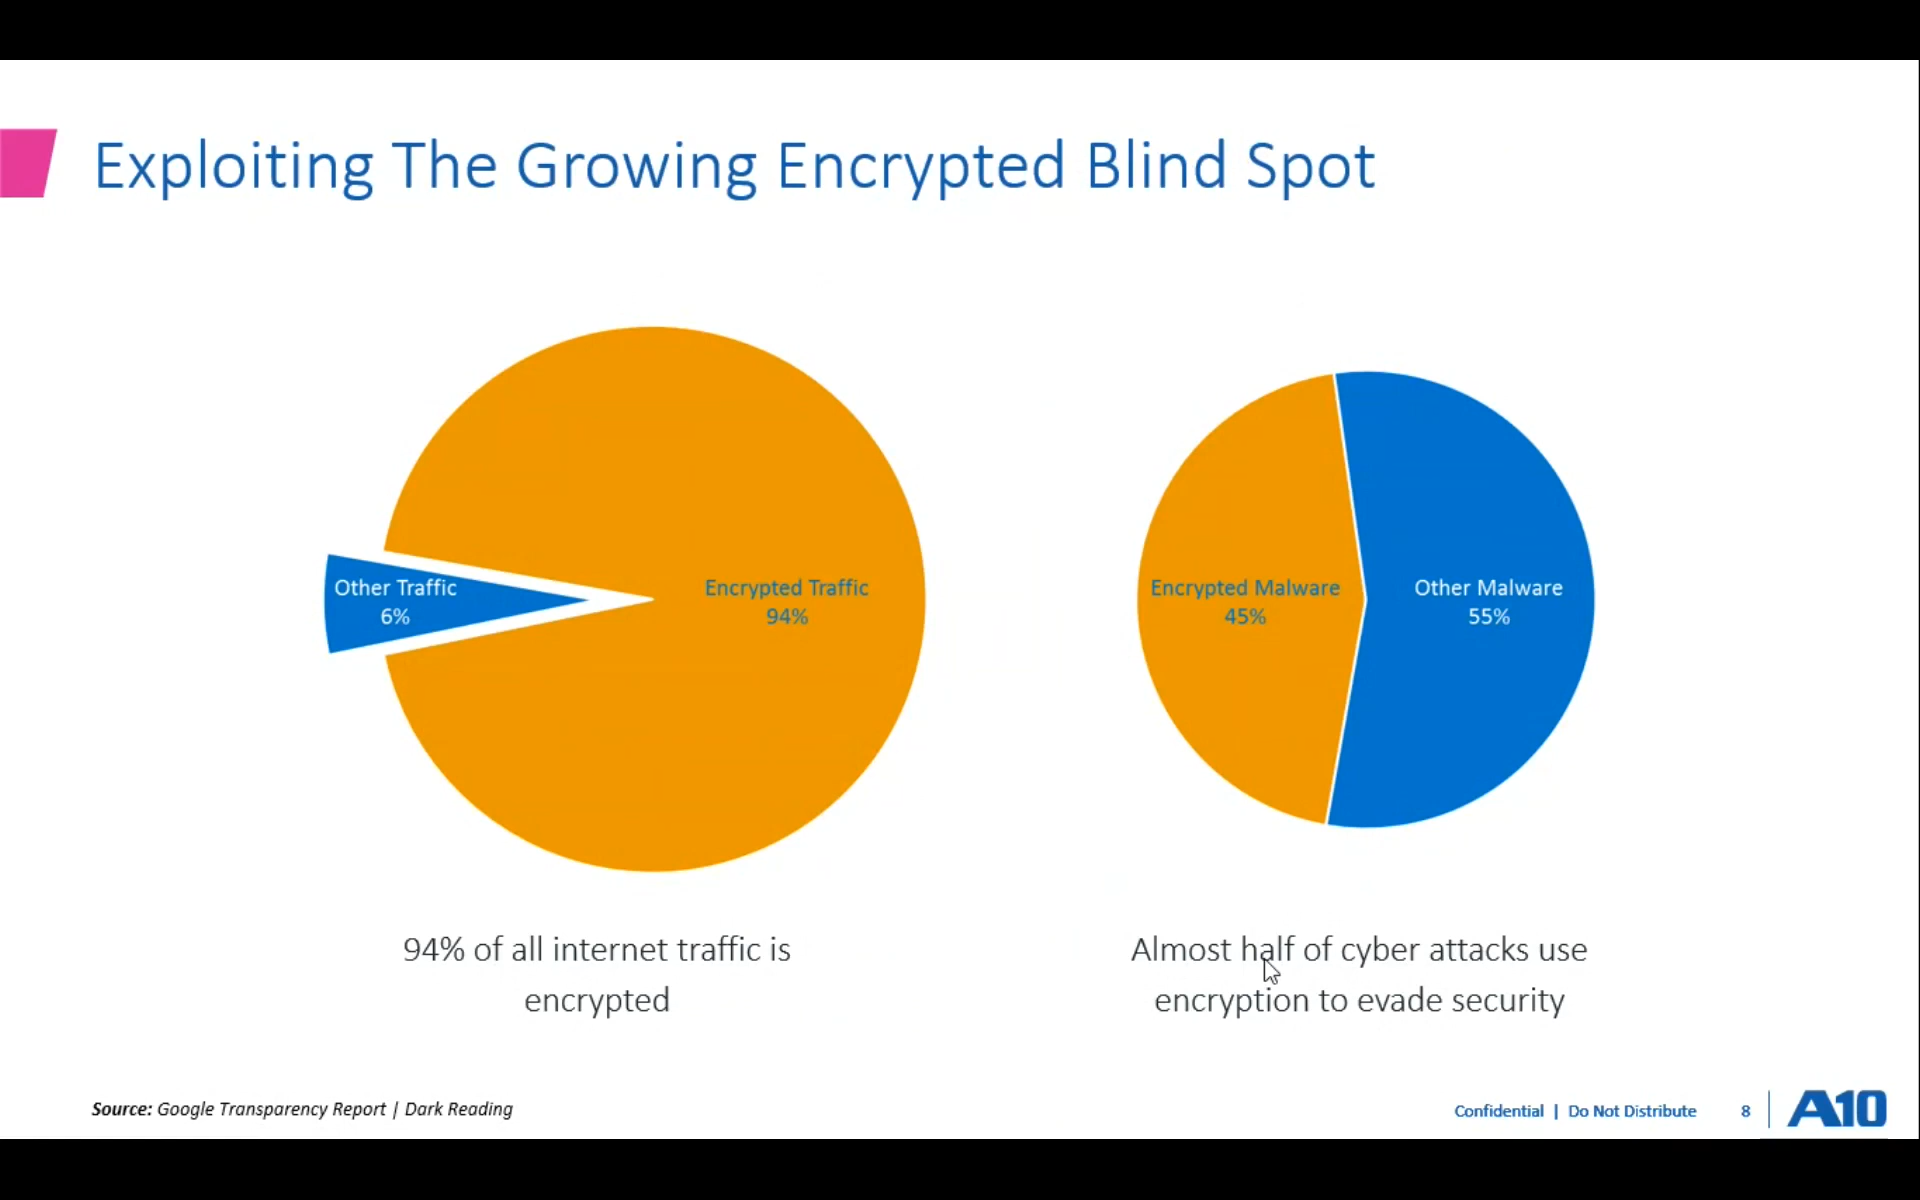 Exploiting The Growing Encrypted Blind Spot
Other Traffic
6%
Encrypted Traffic
94%
Encrypted Malware
45%
Other Malware
55%
94% of all internet traffic is
encrypted
Almost half of cyber attacks use
encryption to evade security
Source: Google Transparency Report | Dark Reading
Confidential | Do Not Distribute
8
A10